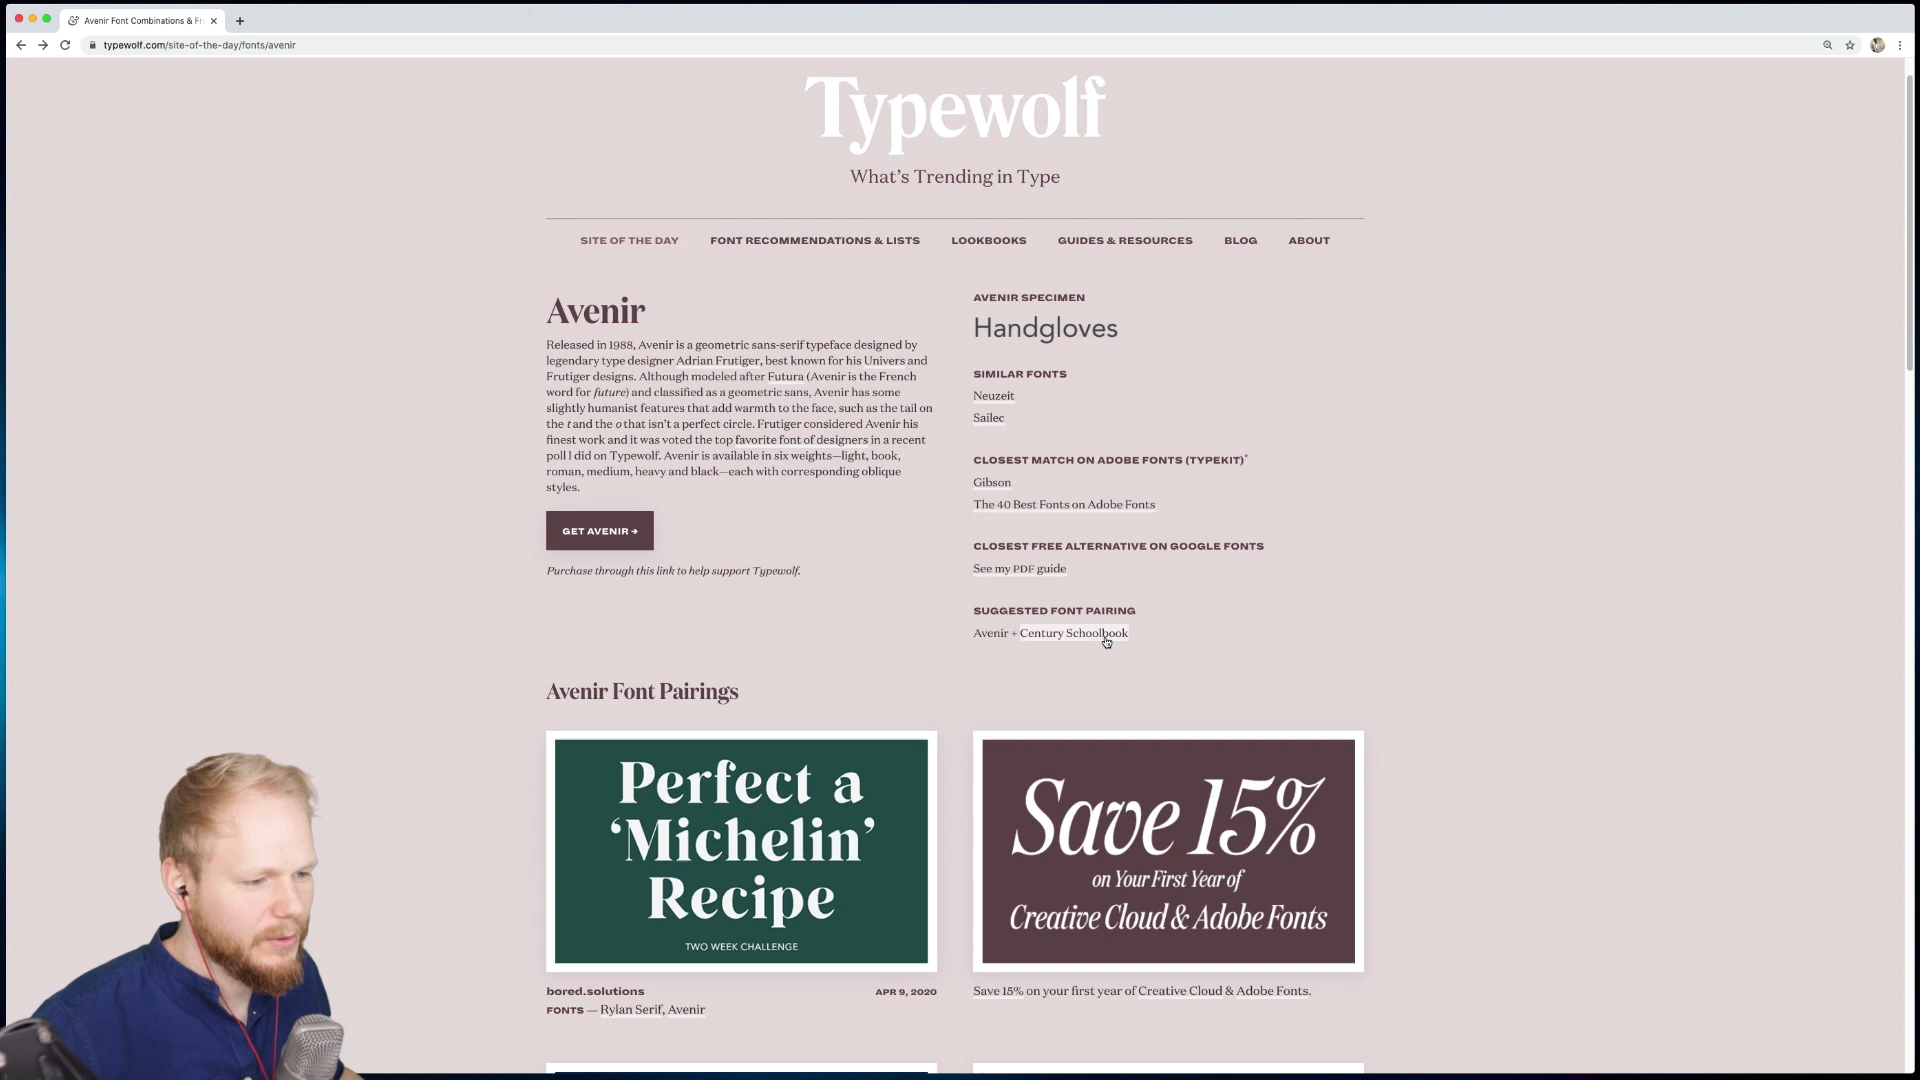 Avenir Font Combinations & Fr
typewolf.com/site-of-the-day/fonts/avenir
Typewolf
What's Trending in Type
SITE OF THE DAY
FONT RECOMMENDATIONS & LISTS
LOOKBOOKS
GUIDES & RESOURCES
BLOG
ABOUT
Avenir
Released in 1988, Avenir is a geometric sans-serif typeface designed by
legendary type designer Adrian Frutiger, best known for his Univers and
Frutiger designs. Although modeled after Futura (Avenir is the French
word for future) and classified as a geometric sans, Avenir has some
slightly humanist features that add warmth to the face, such as the tail on
the t and the o that isn't a perfect circle. Frutiger considered Avenir his
finest work and it was voted the top favorite font of designers in a recent
poll I did on Typewolf. Avenir is available in six weights—light, book,
roman, medium, heavy and black—each with corresponding oblique
styles.
GET AVENIR →
Purchase through this link to help support Typewolf.
AVENIR SPECIMEN
Handgloves
SIMILAR FONTS
Neuzeit
Sailec
CLOSEST MATCH ON ADOBE FONTS (TYPEKIT)*
Gibson
The 40 Best Fonts on Adobe Fonts
CLOSEST FREE ALTERNATIVE ON GOOGLE FONTS
See my PDF guide
SUGGESTED FONT PAIRING
Avenir + Century Schoolbook
Avenir Font Pairings
Perfect a
‘Michelin’
Recipe
TWO WEEK CHALLENGE
bored.solutions
APR 9, 2020
FONTS — Rylan Serif, Avenir
Save 15%
on Your First Year of
Creative Cloud & Adobe Fonts
Save 15% on your first year of Creative Cloud & Adobe Fonts.